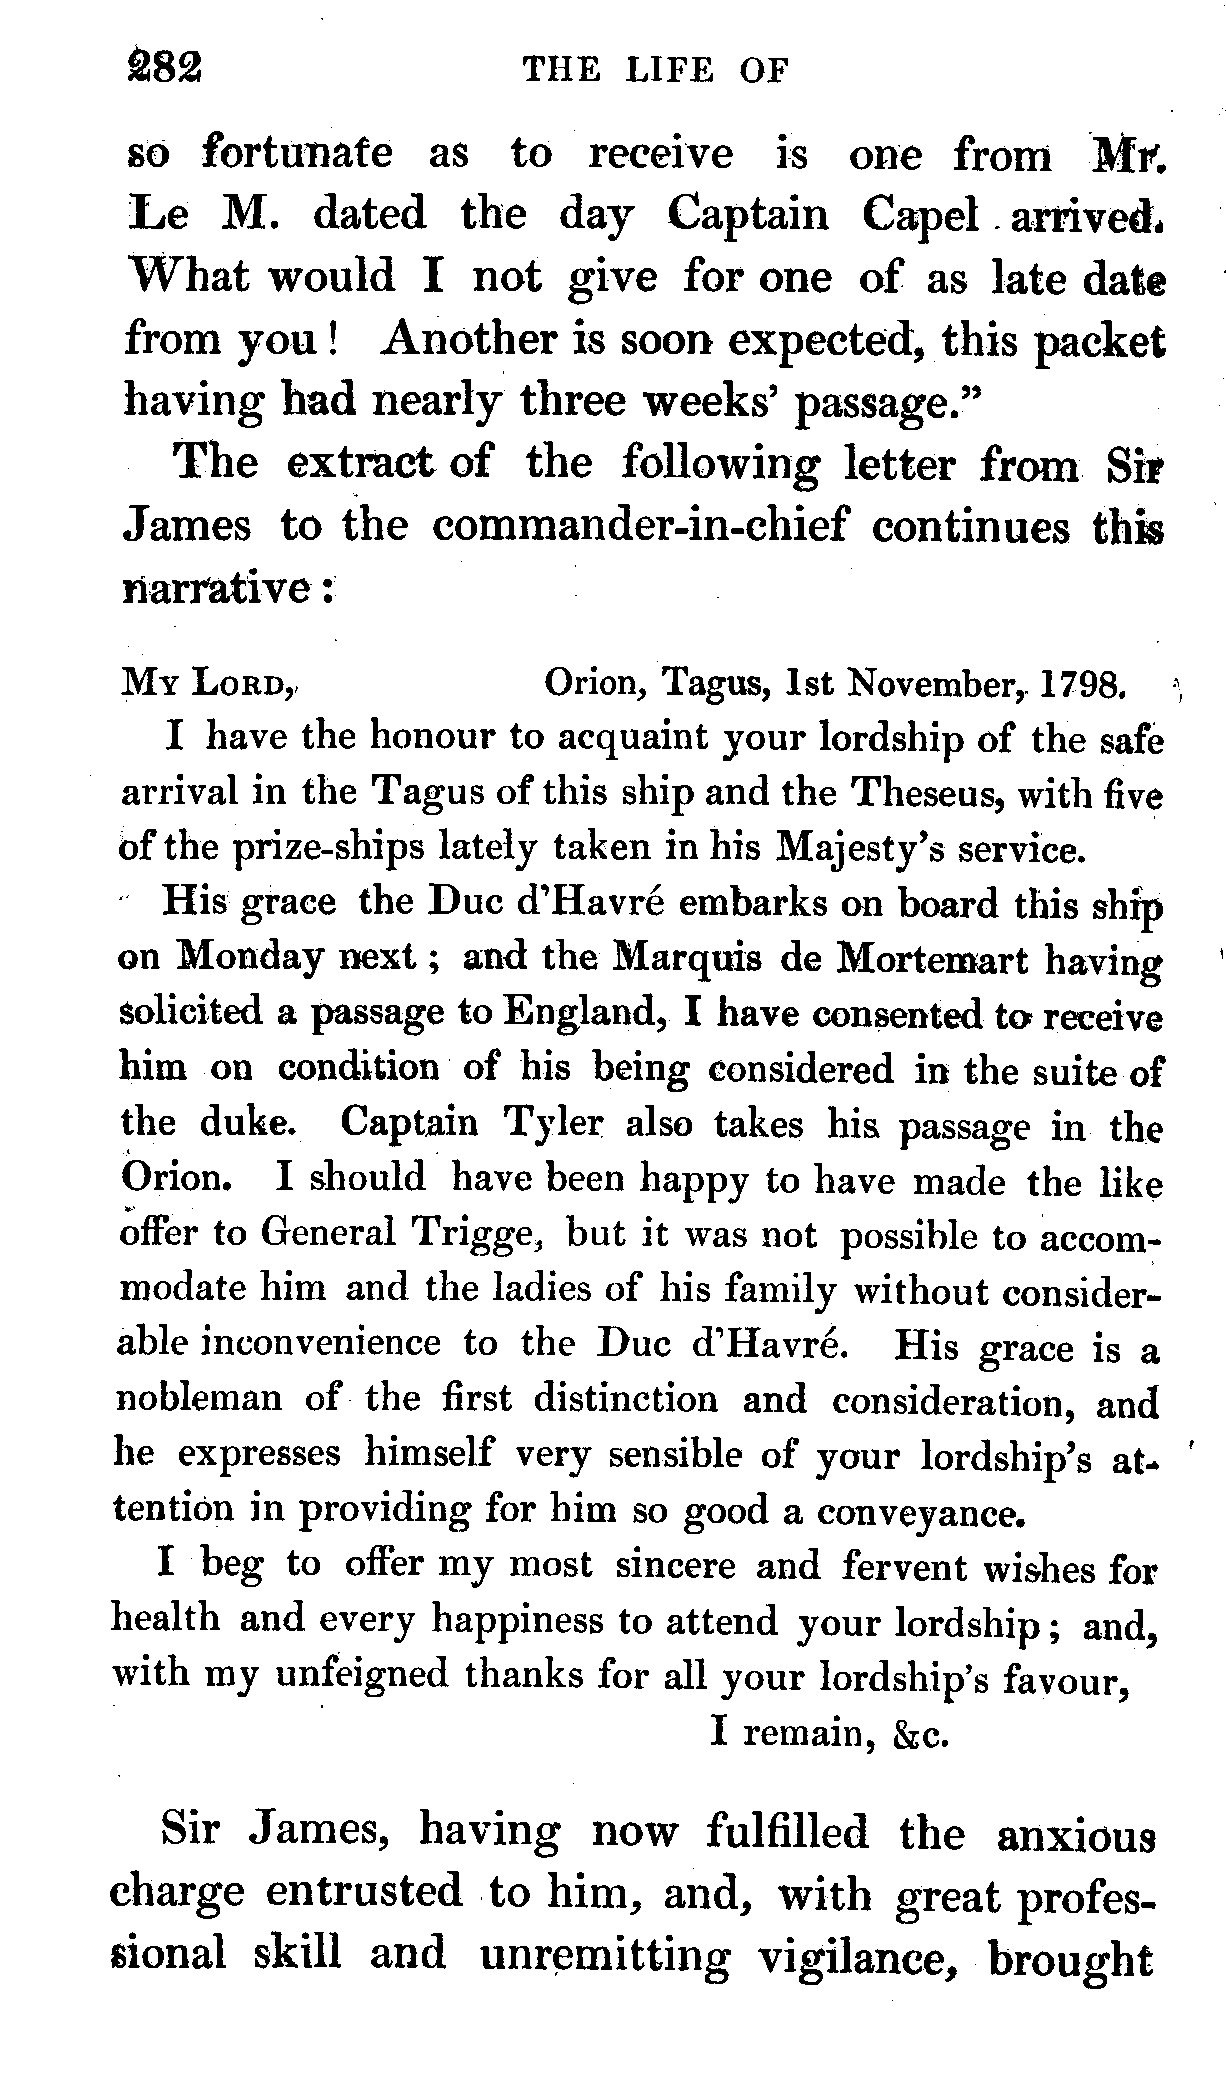 282 THE LIFE OF
so fortunate as to receive is one from Mr.
Le M. dated the day Captain Capel arrived.
What would I not give for one of as late date
from you! Another is soon expected, this packet
having had nearly three weeks' passage."
The extract of the following letter from Sir
James to the commander-in-chief continues this
narrative:
My Lord, Orion, Tagus, 1st November, 1798.
I have the honour to acquaint your lordship of the safe
arrival in the Tagus of this ship and the Theseus, with five
of the prize-ships lately taken in his Majesty's service.
His grace the Duc d'Havré embarks on board this ship
on Monday next; and the Marquis de Mortemart having
solicited a passage to England, I have consented to receive
him on condition of his being considered in the suite of
the duke. Captain Tyler also takes his passage in the
Orion. I should have been happy to have made the like
offer to General Trigge, but it was not possible to accom-
modate him and the ladies of his family without consider-
able inconvenience to the Duc d'Havré. His grace is a
nobleman of the first distinction and consideration, and
he expresses himself very sensible of your lordship's at-
tention in providing for him so good a conveyance.
I beg to offer my most sincere and fervent wishes for
health and every happiness to attend your lordship; and,
with my unfeigned thanks for all your lordship's favour,
I remain, &c.
Sir James, having now fulfilled the anxious
charge entrusted to him, and, with great profes-
sional skill and unremitting vigilance, brought